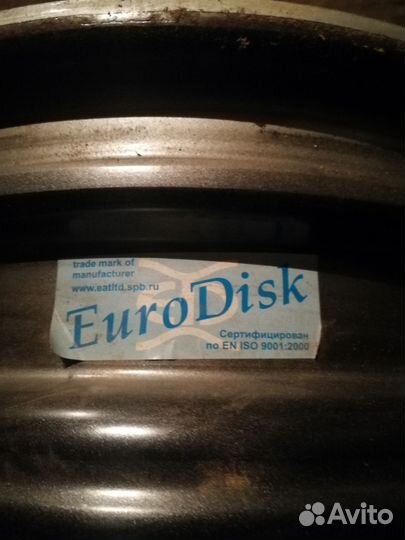 trade mark of
manufacturer
www.eatltd.spb.ru
EuroDisk
Сертифицирован
по EN ISO 9001:2000
Avito